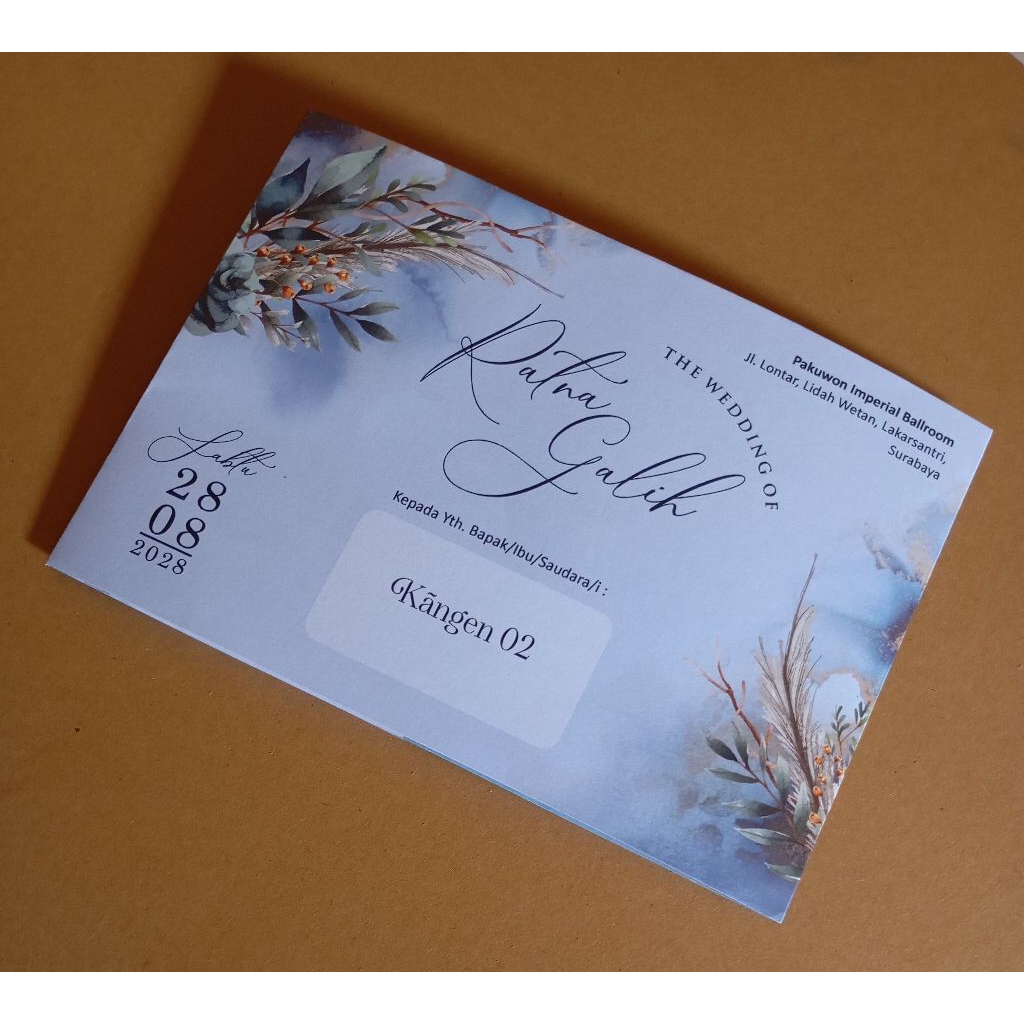 THE WEDDING OF
Ratna
Galih
Pakuwon Imperial Ballroom
Jl. Lontar, Lidah Wetan, Lakarsantri,
Surabaya
Sabtu
28
08
2028
Kepada Yth. Bapak/Ibu/Saudara/i :
Kãngen 02